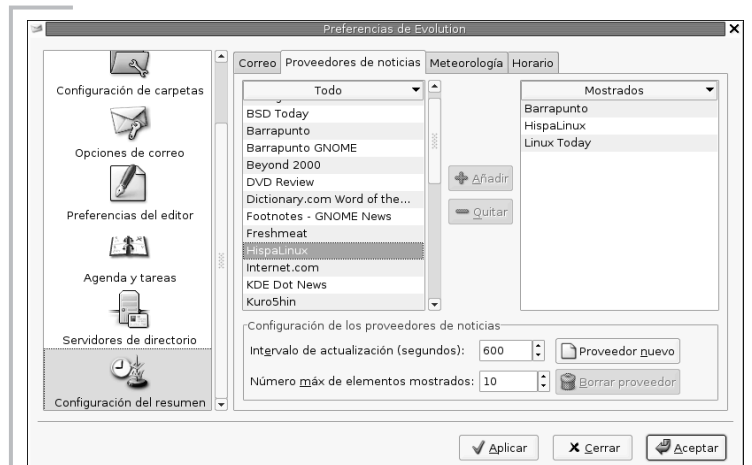 Preferencias de Evolution
Configuración de carpetas
Opciones de correo
Preferencias del editor
Agenda y tareas
Servidores de directorio
Configuración del resumen
Correo
Proveedores de noticias
Meteorología
Horario
Todo
BSD Today
Barrapunto
Barrapunto GNOME
Beyond 2000
DVD Review
Dictionary.com Word of the...
Footnotes - GNOME News
Freshmeat
HispaLinux
Internet.com
KDE Dot News
Kuro5hin
Añadir
Quitar
Mostrados
Barrapunto
HispaLinux
Linux Today
Configuración de los proveedores de noticias
Intervalo de actualización (segundos): 600
Proveedor nuevo
Número máx de elementos mostrados: 10
Borrar proveedor
Aplicar
Cerrar
Aceptar